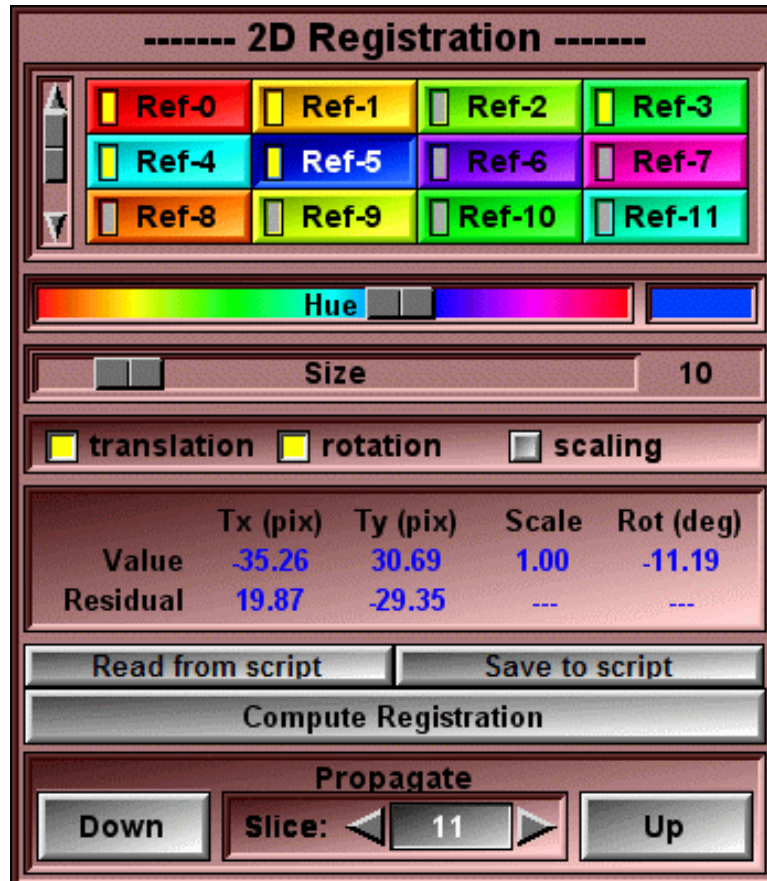 ------- 2D Registration -------
Ref-0 Ref-1 Ref-2 Ref-3
Ref-4 Ref-5 Ref-6 Ref-7
Ref-8 Ref-9 Ref-10 Ref-11
Hue
Size 10
translation rotation scaling
Tx (pix) Ty (pix) Scale Rot (deg)
Value -35.26 30.69 1.00 -11.19
Residual 19.87 -29.35 --- ---
Read from script Save to script
Compute Registration
Propagate
Down Slice: 11 Up